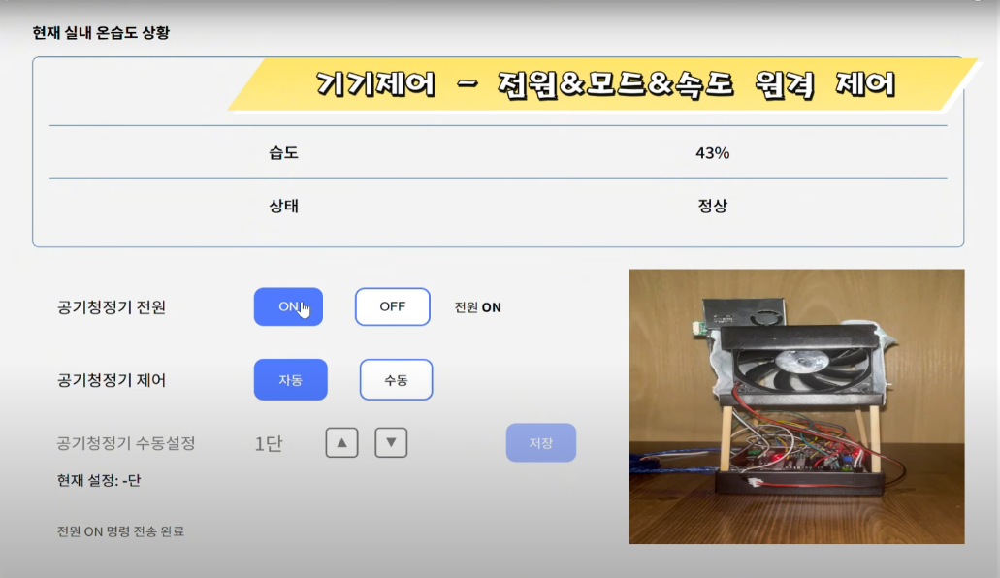 현재 실내 온습도 상황
기기제어 - 전원&모드&속도 원격 제어
습도 43%
상태 정상
공기청정기 전원 ON OFF 전원 ON
공기청정기 제어 자동 수동
공기청정기 수동설정 1단 ▲ ▼ 저장
현재 설정: -단
전원 ON 명령 전송 완료